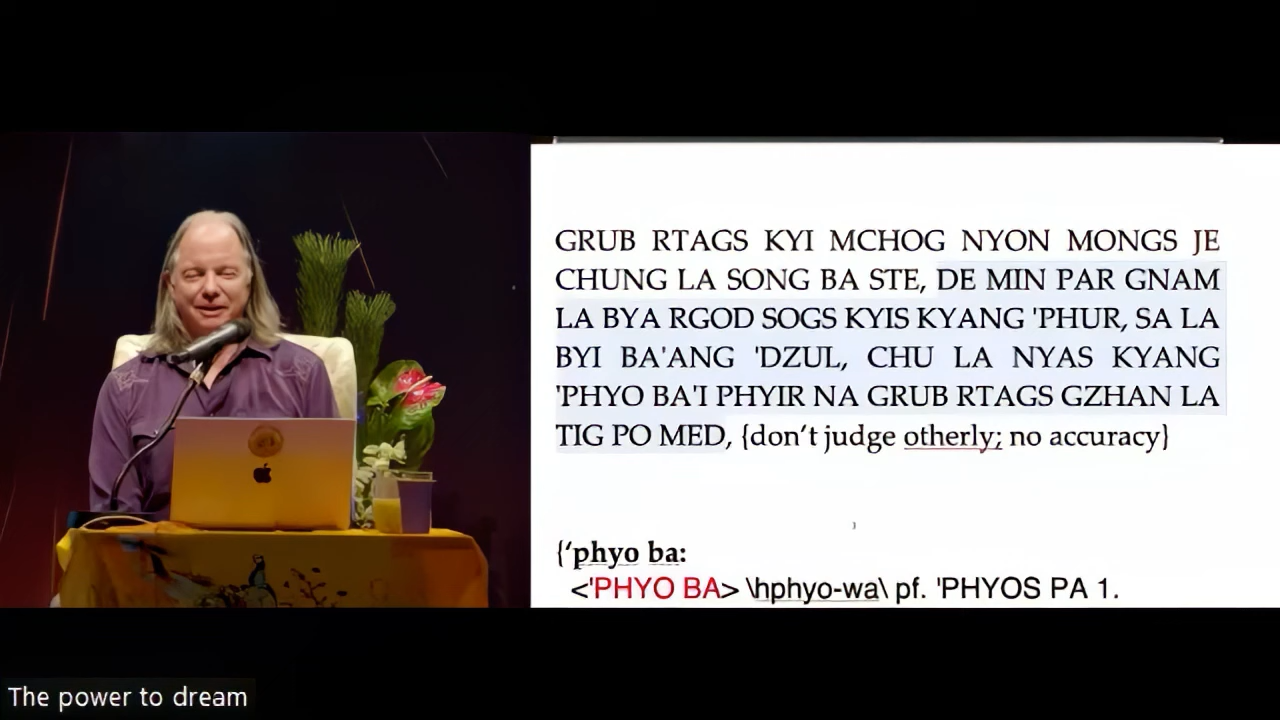 GRUB RTAGS KYI MCHOG NYON MONGS JE
CHUNG LA SONG BA STE, DE MIN PAR GNAM
LA BYA RGOD SOGS KYIS KYANG 'PHUR, SA LA
BYI BA'ANG 'DZUL, CHU LA NYAS KYANG
'PHYO BA'I PHYIR NA GRUB RTAGS GZHAN LA
TIG PO MED, {don't judge otherly; no accuracy}
{‘phyo ba:
<'PHYO BA> \hphyo-wa\ pf. 'PHYOS PA 1.
The power to dream